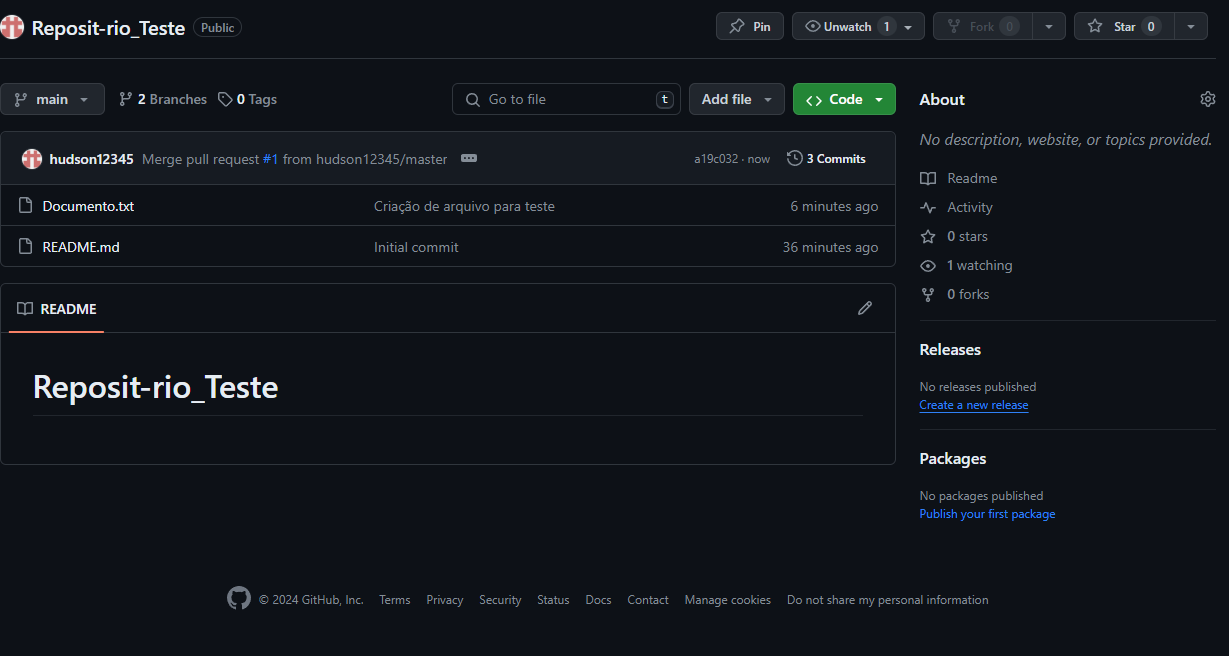 Reposit-rio_Teste Public Pin Unwatch 1 Fork 0 Star 0
main 2 Branches 0 Tags Go to file t Add file Code
hudson12345 Merge pull request #1 from hudson12345/master a19c032 · now 3 Commits
Documento.txt Criação de arquivo para teste 6 minutes ago
README.md Initial commit 36 minutes ago
README
Reposit-rio_Teste
About
No description, website, or topics provided.
Readme
Activity
0 stars
1 watching
0 forks
Releases
No releases published
Create a new release
Packages
No packages published
Publish your first package
© 2024 GitHub, Inc. Terms Privacy Security Status Docs Contact Manage cookies Do not share my personal information